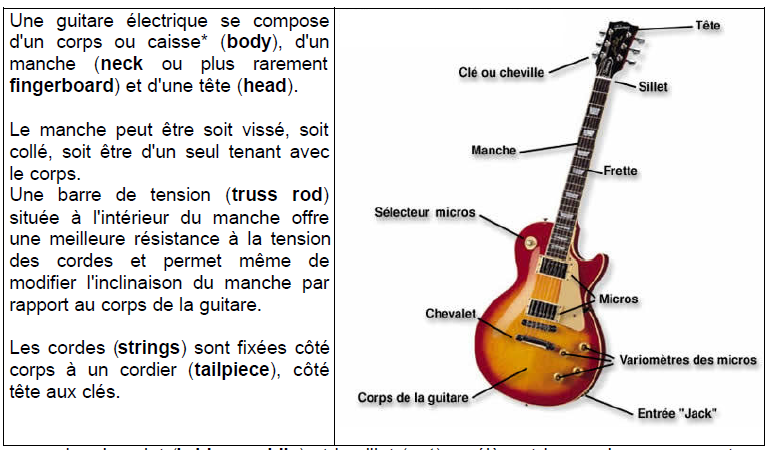 Une guitare électrique se compose
d'un corps ou caisse* (body), d'un
manche (neck ou plus rarement
fingerboard) et d'une tête (head).
Le manche peut être soit vissé, soit
collé, soit être d'un seul tenant avec
le corps.
Une barre de tension (truss rod)
située à l'intérieur du manche offre
une meilleure résistance à la tension
des cordes et permet même de
modifier l'inclinaison du manche par
rapport au corps de la guitare.
Les cordes (strings) sont fixées côté
corps à un cordier (tailpiece), côté
tête aux clés.
Tête
Clé ou cheville
Sillet
Manche
Frette
Sélecteur micros
Micros
Chevalet
Variomètres des micros
Corps de la guitare
Entrée "Jack"